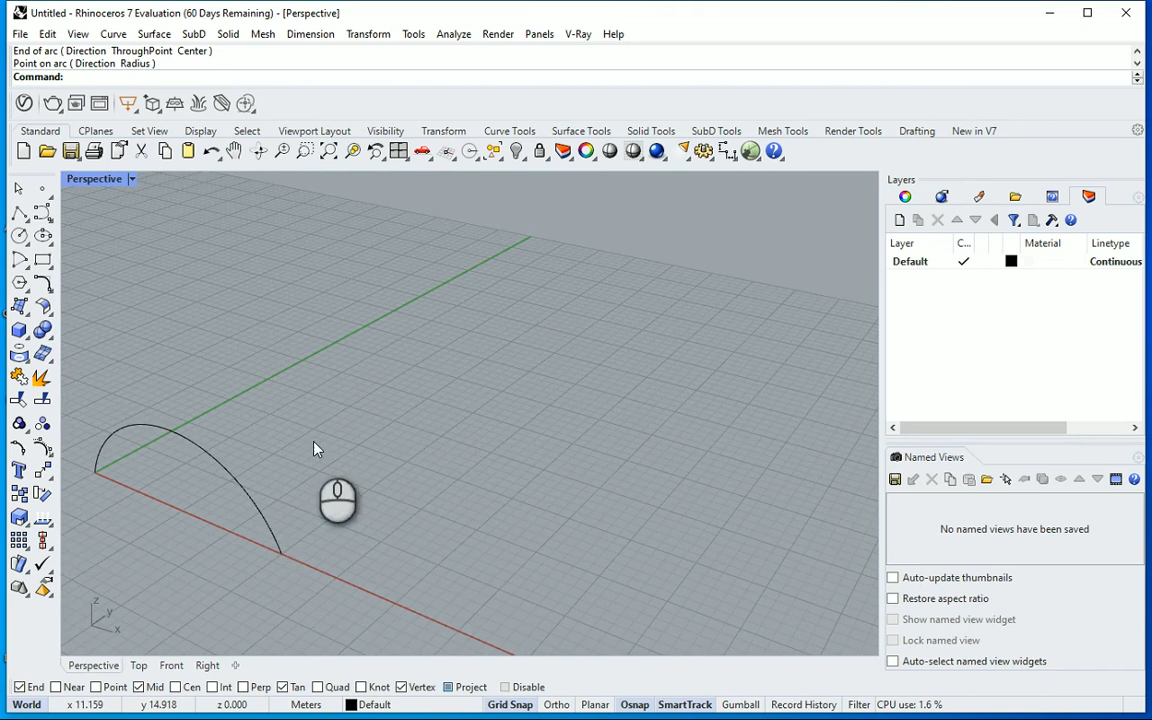 Untitled - Rhinoceros 7 Evaluation (60 Days Remaining) - [Perspective]
File Edit View Curve Surface SubD Solid Mesh Dimension Transform Tools Analyze Render Panels V-Ray Help
End of arc ( Direction ThroughPoint Center )
Point on arc ( Direction Radius )
Command:
Standard CPlanes Set View Display Select Viewport Layout Visibility Transform Curve Tools Surface Tools Solid Tools SubD Tools Mesh Tools Render Tools Drafting New in V7
Perspective
Layers
Layer C... Material Linetype
Default Continuous
Named Views
No named views have been saved
Auto-update thumbnails
Restore aspect ratio
Show named view widget
Lock named view
Auto-select named view widgets
z
y
x
Perspective Top Front Right
End Near Point Mid Cen Int Perp Tan Quad Knot Vertex Project Disable
World x 11.159 y 14.918 z 0.000 Meters Default Grid Snap Ortho Planar Osnap SmartTrack Gumball Record History Filter CPU use: 1.6 %